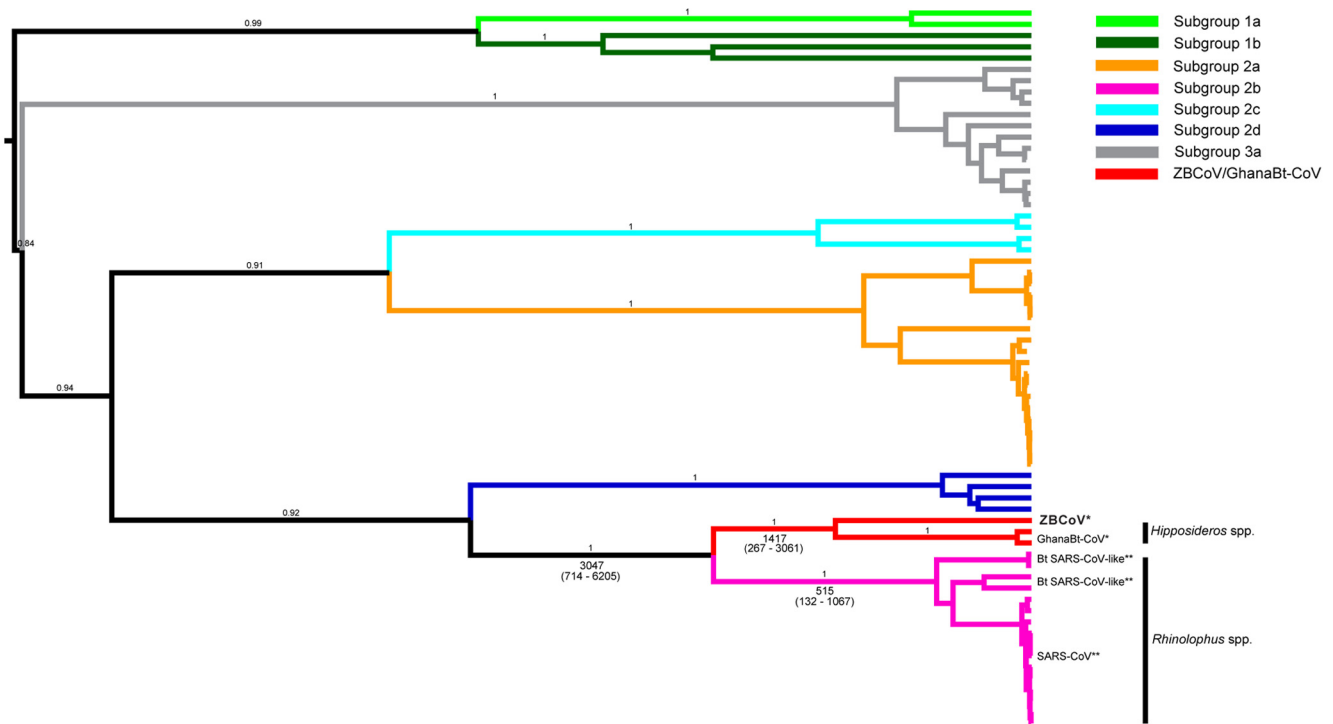 0.99
1
1
1
0.84
1
0.91
1
0.94
1
0.92
1
1417
(267 - 3061)
1
1
3047
(714 - 6205)
1
515
(132 - 1067)
Subgroup 1a
Subgroup 1b
Subgroup 2a
Subgroup 2b
Subgroup 2c
Subgroup 2d
Subgroup 3a
ZBCoV/GhanaBt-CoV
ZBCoV*
GhanaBt-CoV*
Hipposideros spp.
Bt SARS-CoV-like**
Bt SARS-CoV-like**
SARS-CoV**
Rhinolophus spp.